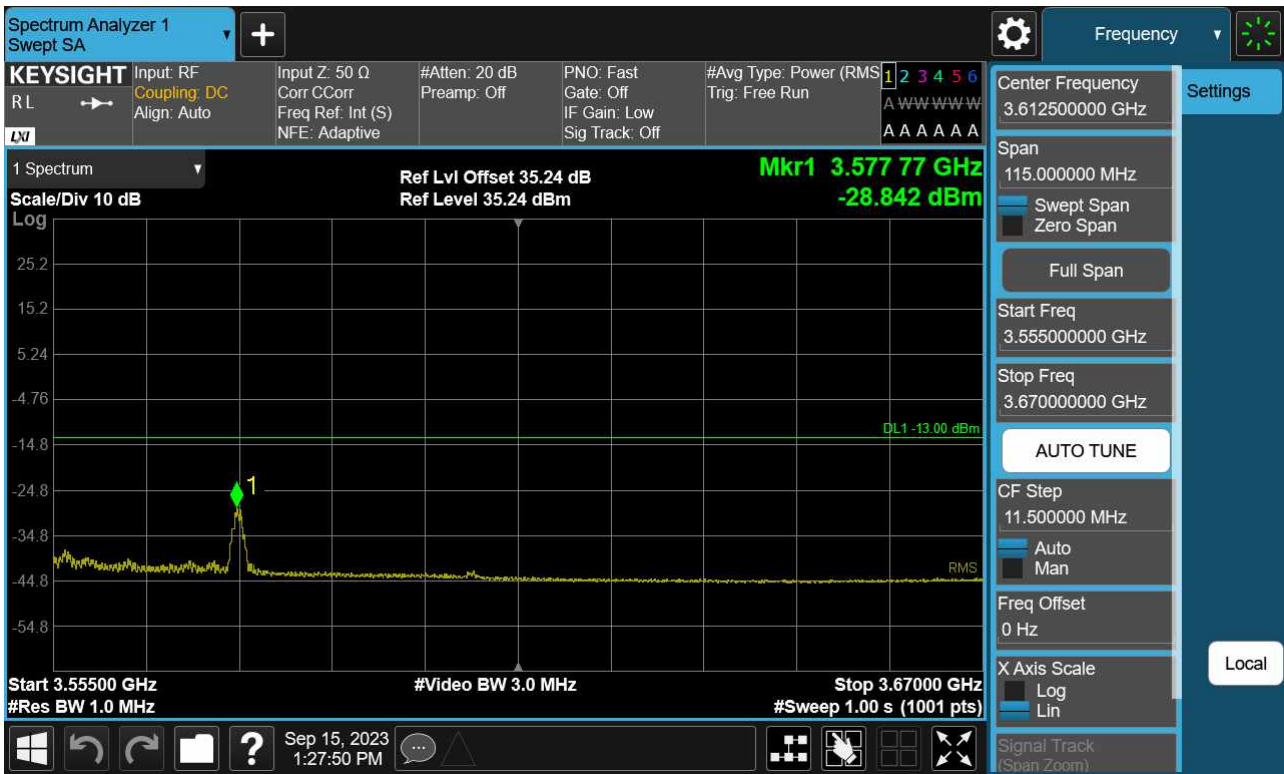 Spectrum Analyzer 1
Swept SA
+
Frequency
KEYSIGHT
R L
LXI
Input: RF
Coupling: DC
Align: Auto
Input Z: 50 Ω
Corr CCorr
Freq Ref: Int (S)
NFE: Adaptive
#Atten: 20 dB
Preamp: Off
PNO: Fast
Gate: Off
IF Gain: Low
Sig Track: Off
#Avg Type: Power (RMS
Trig: Free Run
1 2 3 4 5 6
A W W W W W
A A A A A A
1 Spectrum
Scale/Div 10 dB
Log
Ref Lvl Offset 35.24 dB
Ref Level 35.24 dBm
Mkr1 3.577 77 GHz
-28.842 dBm
25.2
15.2
5.24
-4.76
-14.8
-24.8
-34.8
-44.8
-54.8
DL1 -13.00 dBm
1
RMS
Start 3.55500 GHz
#Res BW 1.0 MHz
#Video BW 3.0 MHz
Stop 3.67000 GHz
#Sweep 1.00 s (1001 pts)
Center Frequency
3.612500000 GHz
Span
115.000000 MHz
Swept Span
Zero Span
Full Span
Start Freq
3.555000000 GHz
Stop Freq
3.670000000 GHz
AUTO TUNE
CF Step
11.500000 MHz
Auto
Man
Freq Offset
0 Hz
X Axis Scale
Log
Lin
Signal Track
(Span Zoom)
Settings
Local
?
Sep 15, 2023
1:27:50 PM